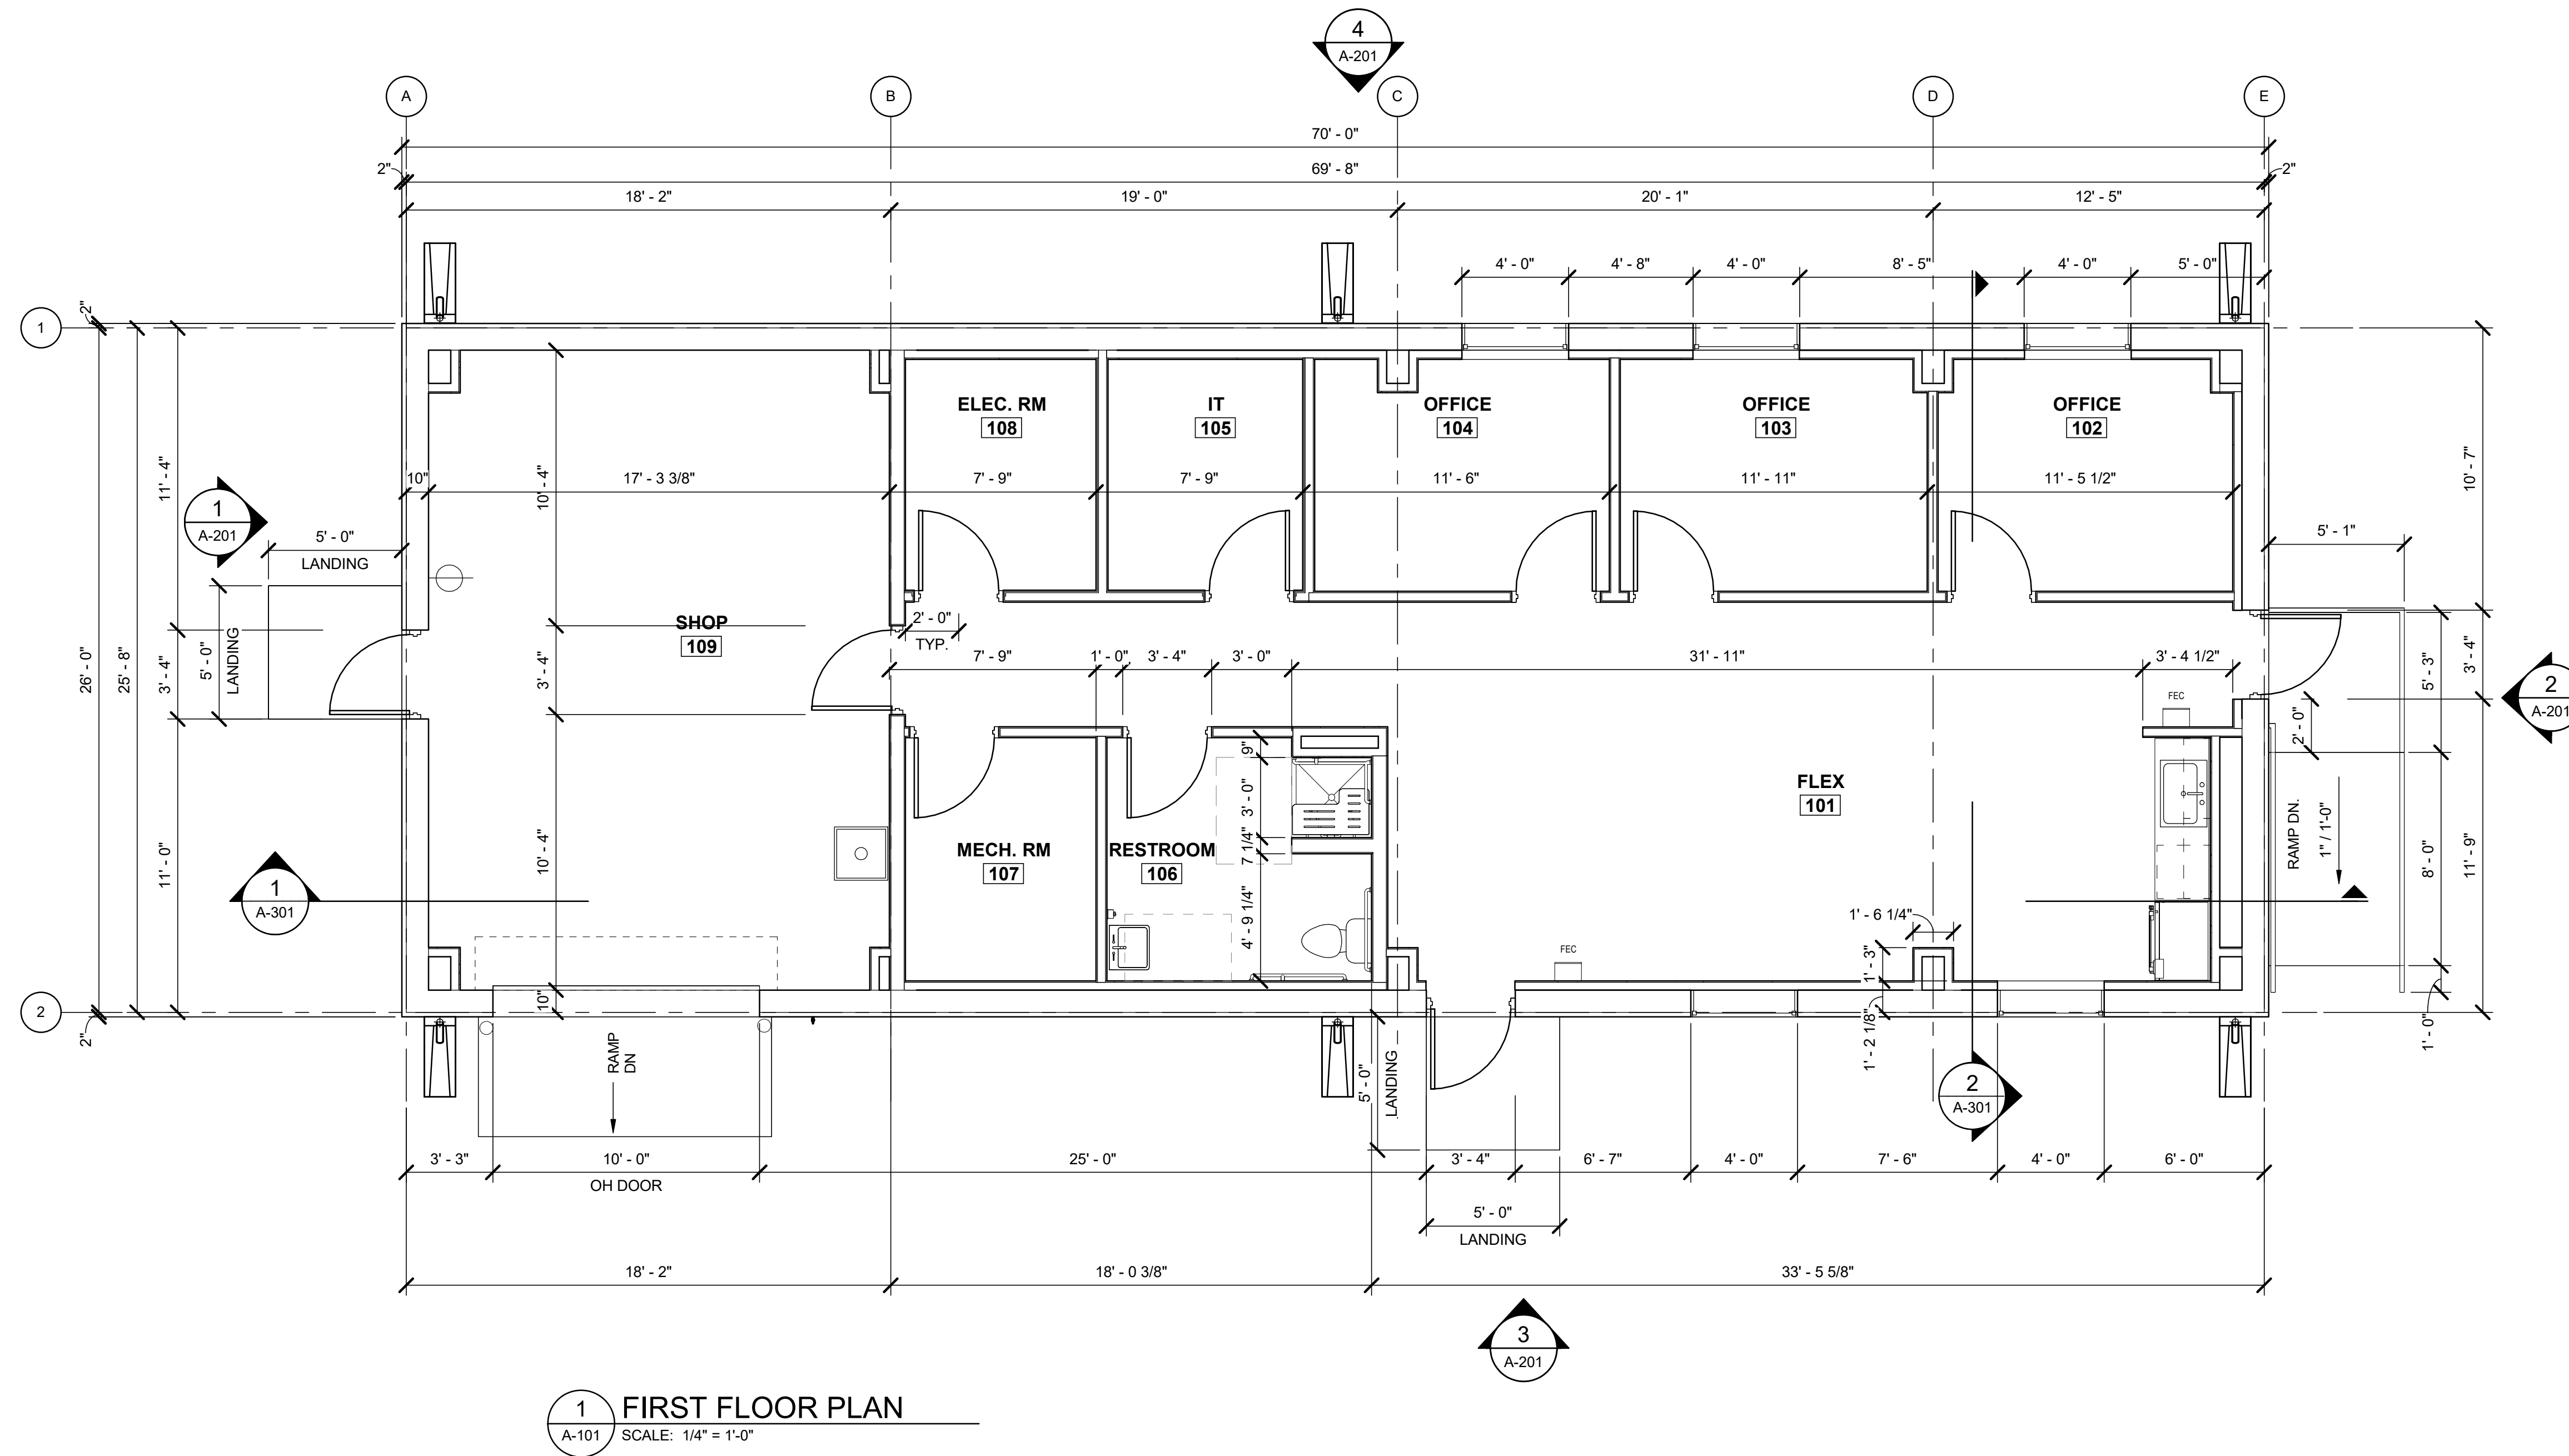 4
A-201
A
B
C
D
E
70' - 0"
2"
69' - 8"
2"
18' - 2"
19' - 0"
20' - 1"
12' - 5"
4' - 0"
4' - 8"
4' - 0"
8' - 5"
4' - 0"
5' - 0"
1
2"
26' - 0"
25' - 8"
11' - 4"
3' - 4"
11' - 0"
2
2"
1
A-201
5' - 0"
LANDING
5' - 0"
LANDING
1
A-301
10"
17' - 3 3/8"
10' - 4"
3' - 4"
10' - 4"
10"
SHOP
109
ELEC. RM
108
7' - 9"
IT
105
7' - 9"
OFFICE
104
11' - 6"
OFFICE
103
11' - 11"
OFFICE
102
11' - 5 1/2"
2' - 0"
TYP.
7' - 9"
1' - 0"
3' - 4"
3' - 0"
31' - 11"
3' - 4 1/2"
FEC
9"
3' - 0"
7 1/4"
4' - 9 1/4"
MECH. RM
107
RESTROOM
106
FLEX
101
1' - 6 1/4"
1' - 3"
1' - 2 1/8"
FEC
10' - 7"
5' - 1"
3' - 4"
5' - 3"
2' - 0"
2
A-201
RAMP DN.
1" / 1'-0"
8' - 0"
11' - 9"
1' - 0"
RAMP
DN
5' - 0"
LANDING
2
A-301
3' - 3"
10' - 0"
OH DOOR
25' - 0"
3' - 4"
6' - 7"
4' - 0"
7' - 6"
4' - 0"
6' - 0"
5' - 0"
LANDING
18' - 2"
18' - 0 3/8"
33' - 5 5/8"
3
A-201
1
A-101
FIRST FLOOR PLAN
SCALE: 1/4" = 1'-0"